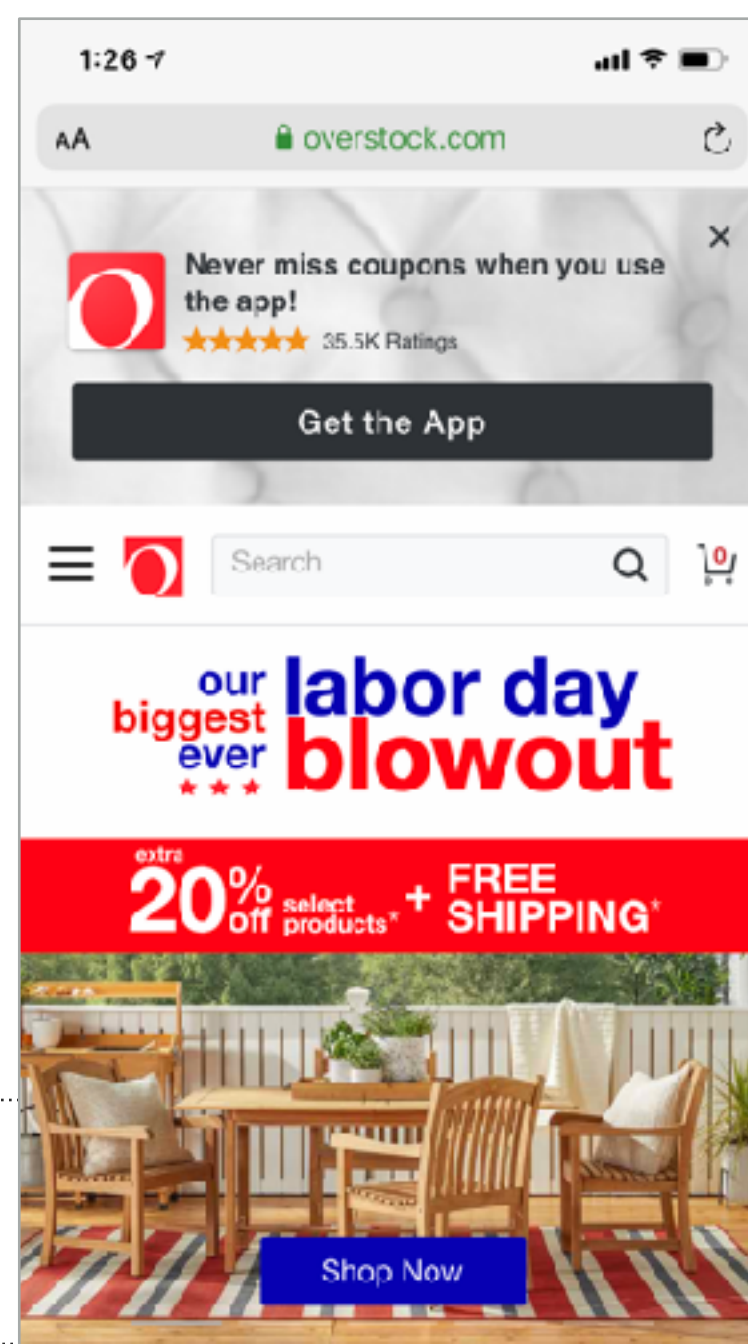 1:26
AA overstock.com
Never miss coupons when you use
the app!
35.5K Ratings
Get the App
Search
0
our
biggest
ever
labor day
blowout
extra
20% off select products* + FREE SHIPPING*
Shop Now